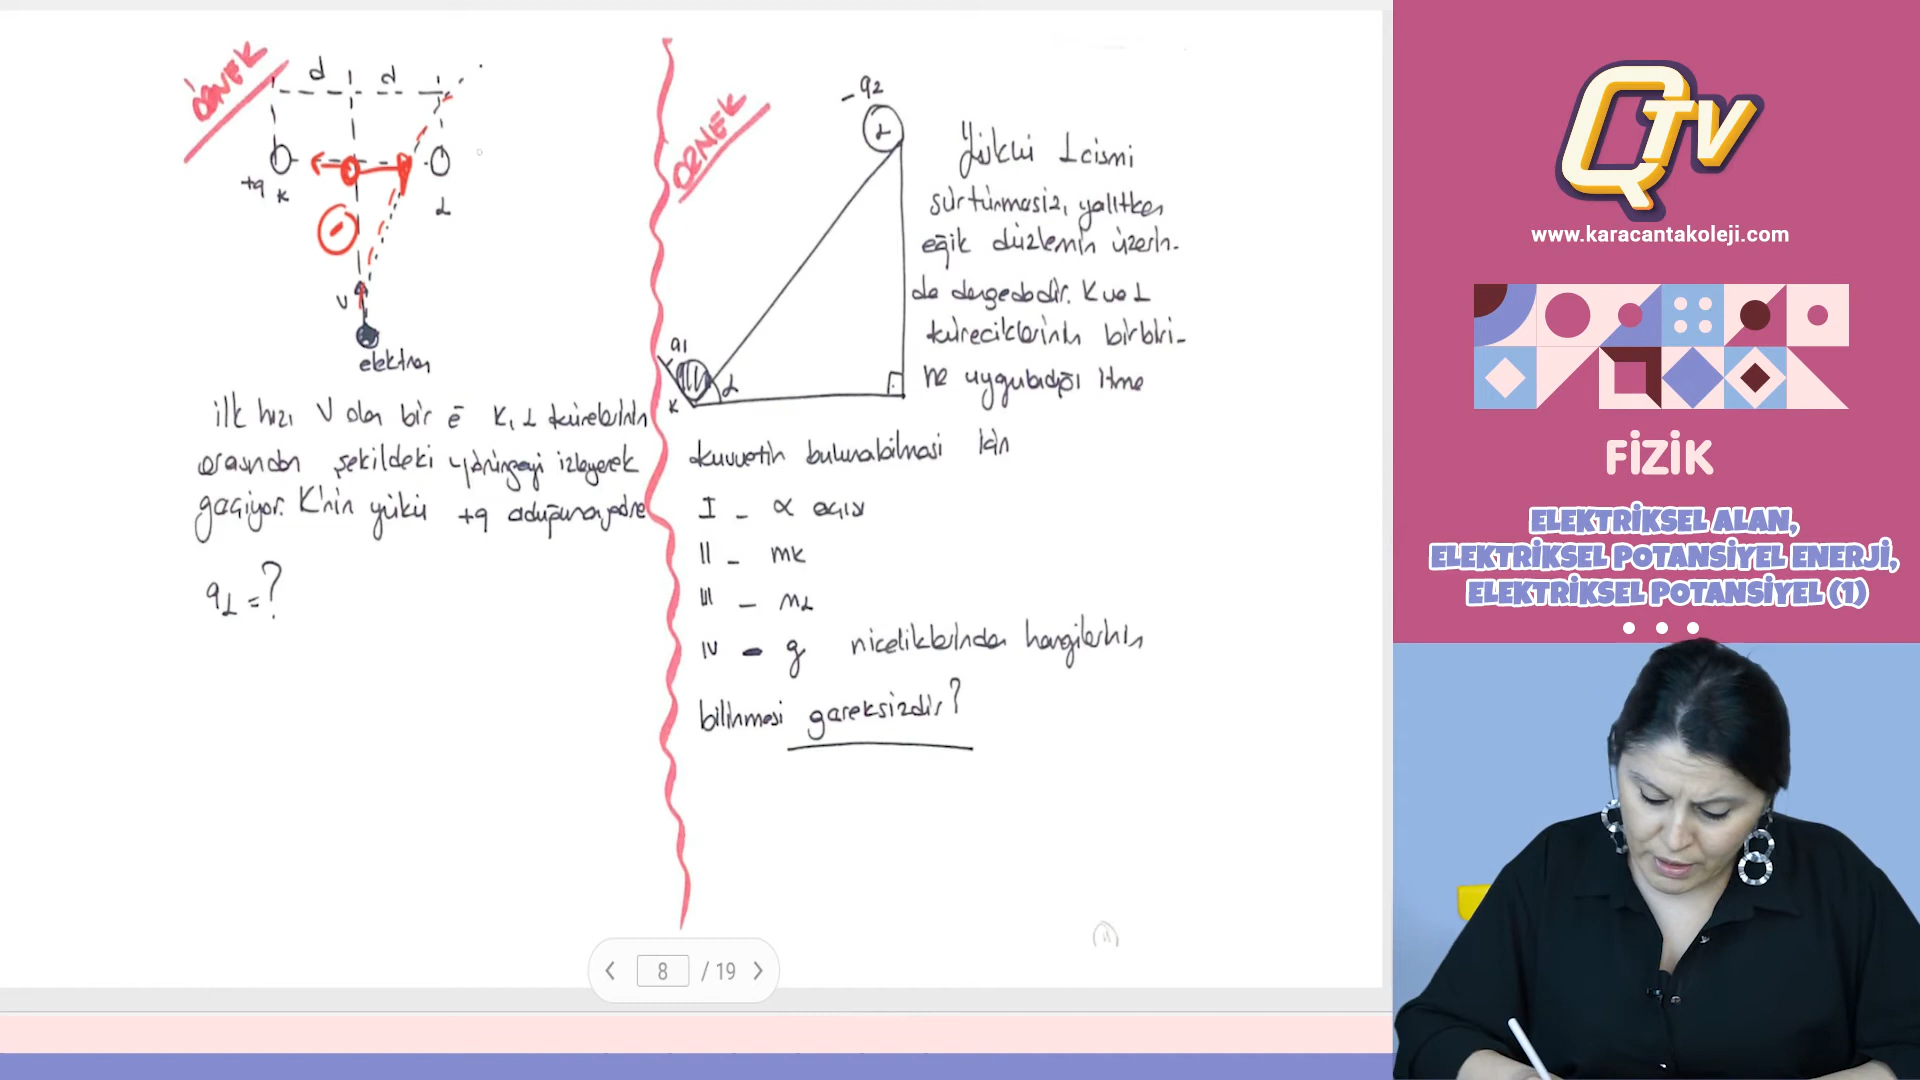 ÖRNEK
d d
+q K
L
V
elektron
ilk hızı V olan bir e⁻ K, L kürelerinin
arasından şekildeki yörüngeyi izleyerek
geçiyor. K'nin yükü +q olduğuna göre
qL = ?
ÖRNEK
-q2
L
q1
K
α
Yüklü L cismi
sürtünmesiz, yalıtkan
eğik düzlemin üzerin-
de dengededir. K ve L
küreciklerinin birbiri-
ne uyguladığı itme
kuvvetin bulunabilmesi için
I - α açısı
II - mK
III - mL
IV - g niceliklerinden hangilerinin
bilinmesi gereksizdir?
8 / 19
QTV
www.karacantakoleji.com
FİZİK
ELEKTRİKSEL ALAN,
ELEKTRİKSEL POTANSİYEL ENERJİ,
ELEKTRİKSEL POTANSİYEL (1)